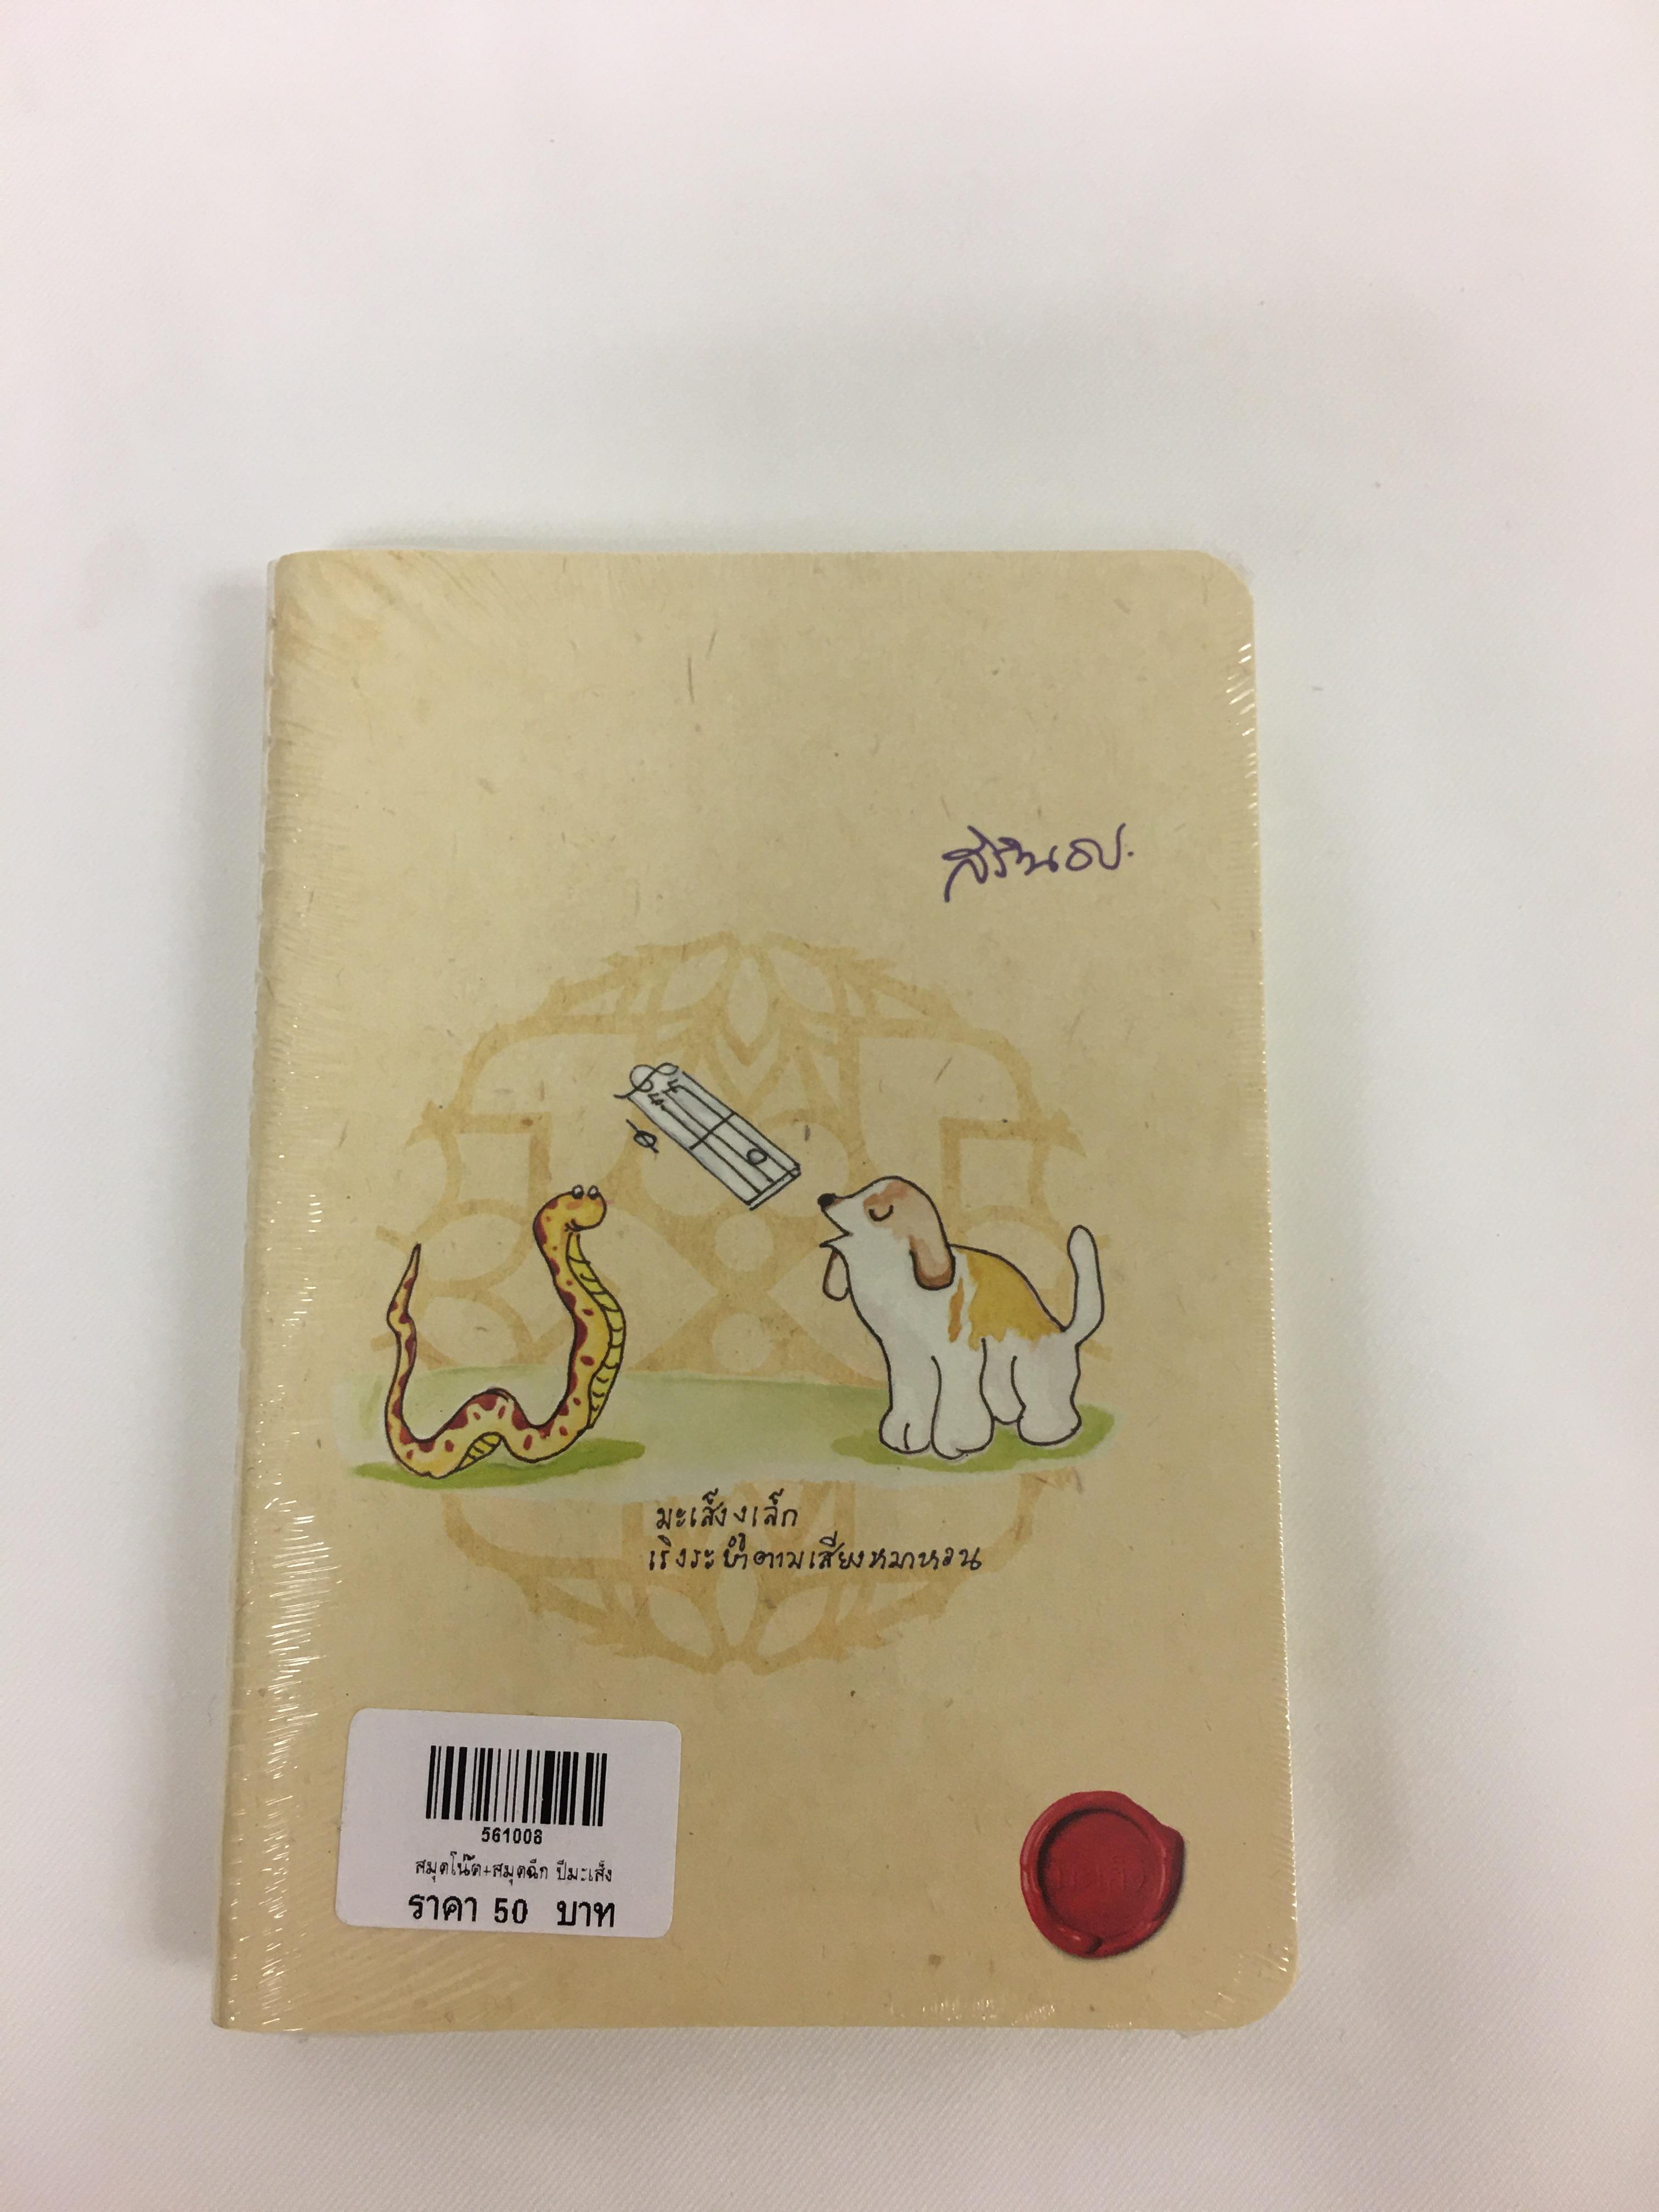 สิรินธร
4
4
มะเส็งงูเล็ก
เริงระบำตามเสียงหมาหอน
561008
สมุดโน๊ต+สมุดฉีก ปีมะเส็ง
ราคา 50 บาท